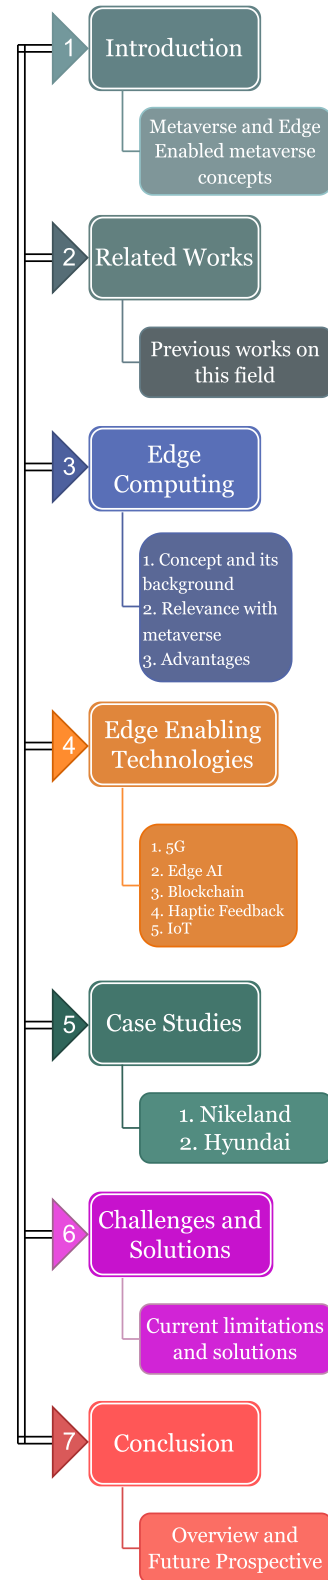 1
Introduction
Metaverse and Edge
Enabled metaverse
concepts
2
Related Works
Previous works on
this field
3
Edge
Computing
1. Concept and its
background
2. Relevance with
metaverse
3. Advantages
4
Edge Enabling
Technologies
1. 5G
2. Edge AI
3. Blockchain
4. Haptic Feedback
5. IoT
5
Case Studies
1. Nikeland
2. Hyundai
6
Challenges and
Solutions
Current limitations
and solutions
7
Conclusion
Overview and
Future Prospective